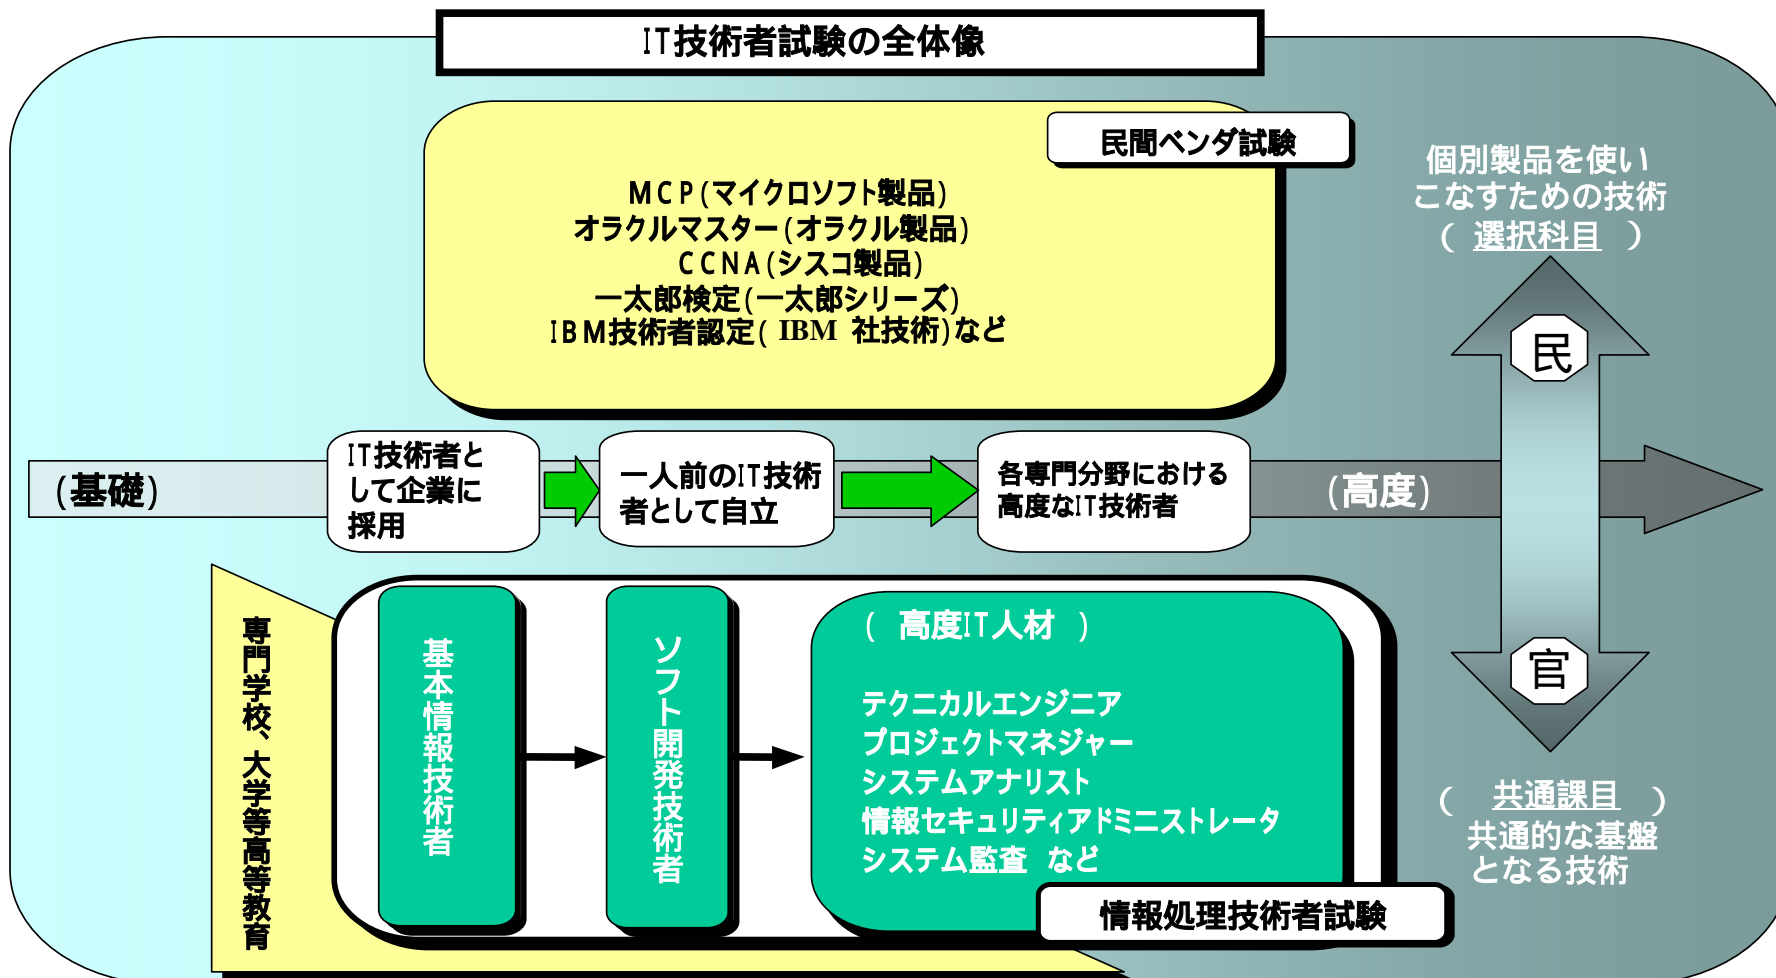 IT技術者試験の全体像
民間ベンダ試験
MCP(マイクロソフト製品)
オラクルマスター(オラクル製品)
CCNA(シスコ製品)
一太郎検定(一太郎シリーズ)
IBM技術者認定( IBM 社技術)など
個別製品を使い
こなすための技術
( 選択科目 )
民
(基礎)
IT技術者と
して企業に
採用
一人前のIT技術
者として自立
各専門分野における
高度なIT技術者
(高度)
専門学校、大学等高等教育
基本情報技術者
ソフト開発技術者
( 高度IT人材 )
テクニカルエンジニア
プロジェクトマネジャー
システムアナリスト
情報セキュリティアドミニストレータ
システム監査 など
情報処理技術者試験
官
( 共通課目 )
共通的な基盤
となる技術